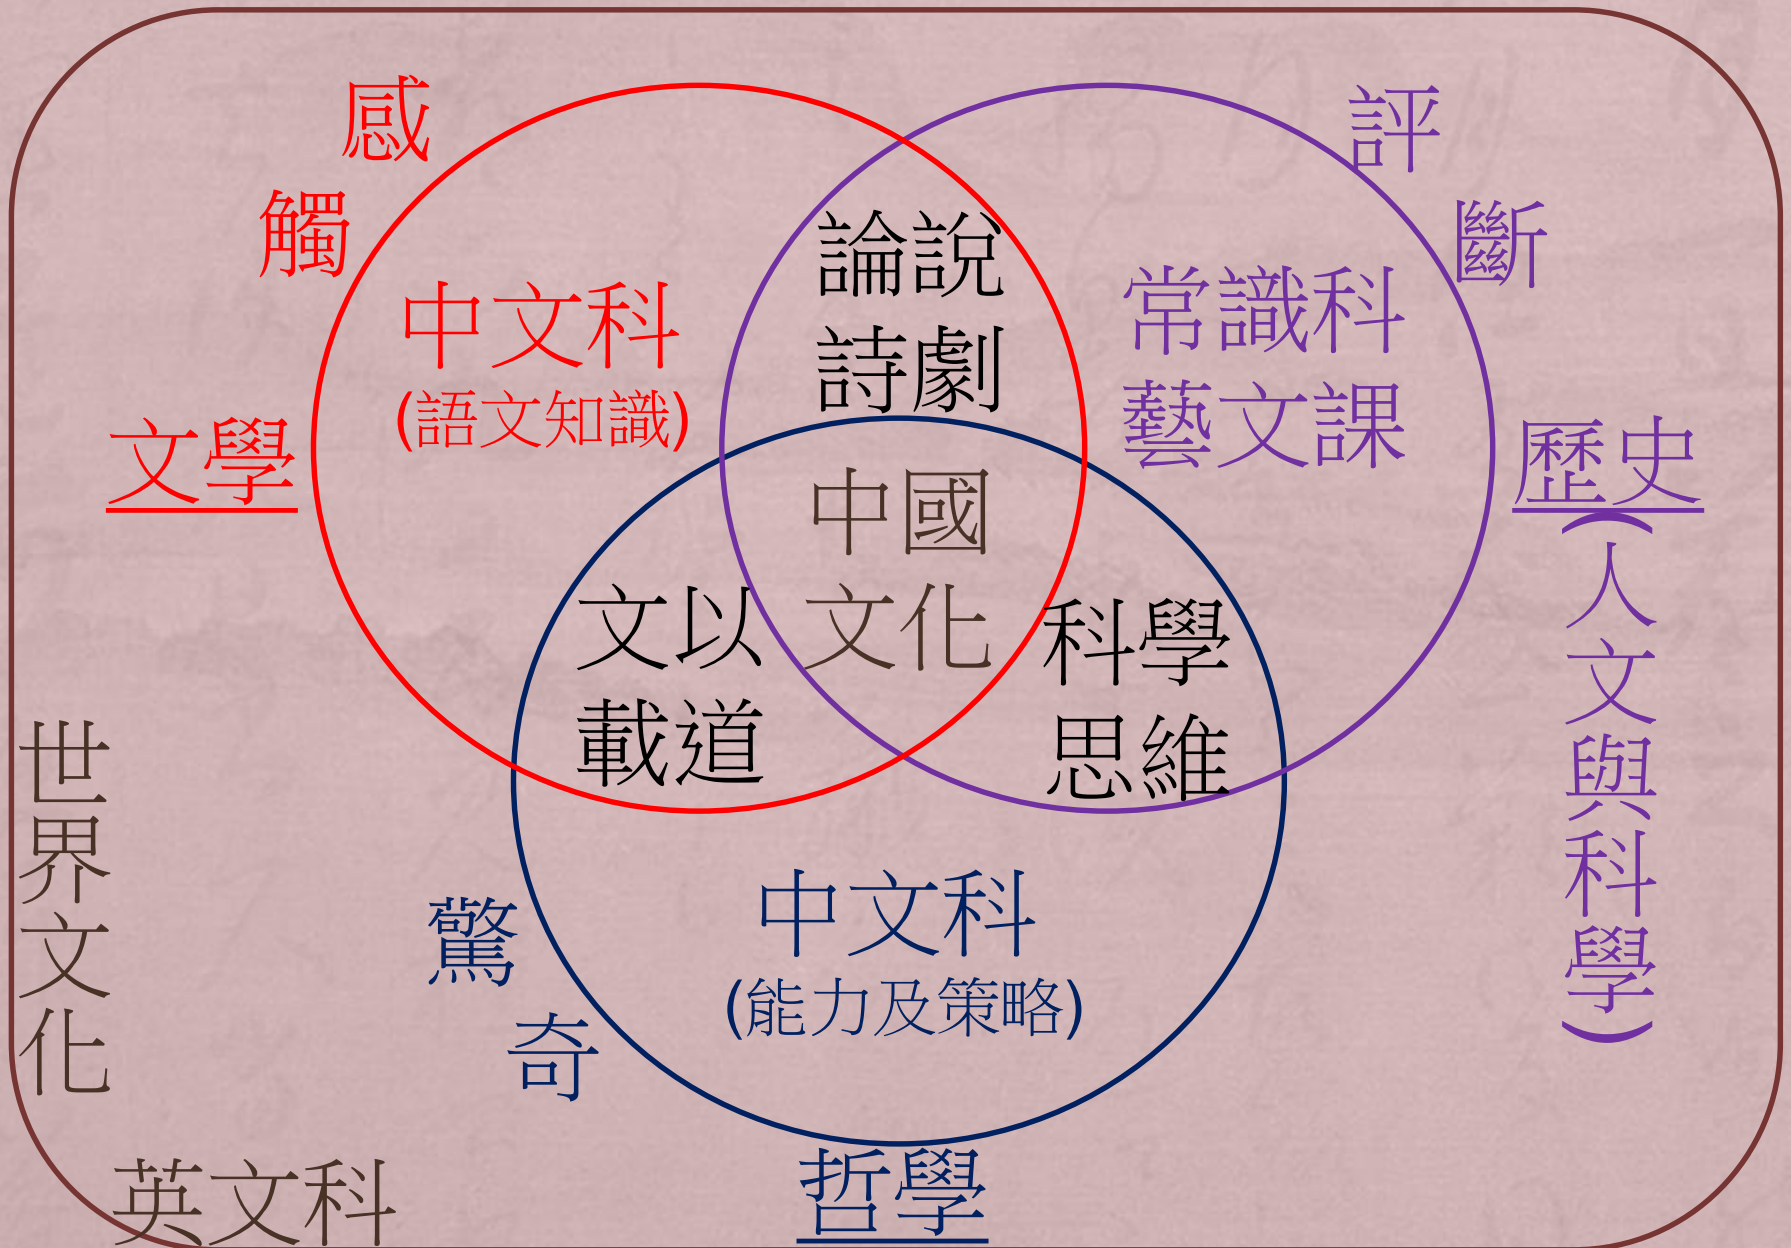 感
觸
中文科
(語文知識)
文學
論說
詩劇
評
斷
常識科
藝文課
歷史
(人文與科學)
中國
文化
文以
載道
科學
思維
中文科
(能力及策略)
驚
奇
哲學
世界文化
英文科